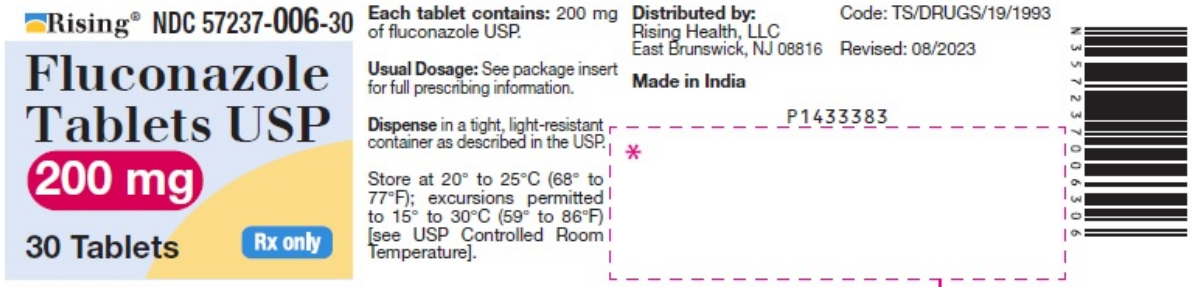 Rising® NDC 57237-006-30
Fluconazole
Tablets USP
200 mg
30 Tablets
Rx only
Each tablet contains: 200 mg
of fluconazole USP.
Usual Dosage: See package insert
for full prescribing information.
Dispense in a tight, light-resistant
container as described in the USP.
Store at 20° to 25°C (68° to
77°F); excursions permitted
to 15° to 30°C (59° to 86°F)
[see USP Controlled Room
Temperature].
Distributed by:
Rising Health, LLC
East Brunswick, NJ 08816
Made in India
Code: TS/DRUGS/19/1993
Revised: 08/2023
P1433383
*
N 3 5 7 2 3 7 0 0 6 3 0 6